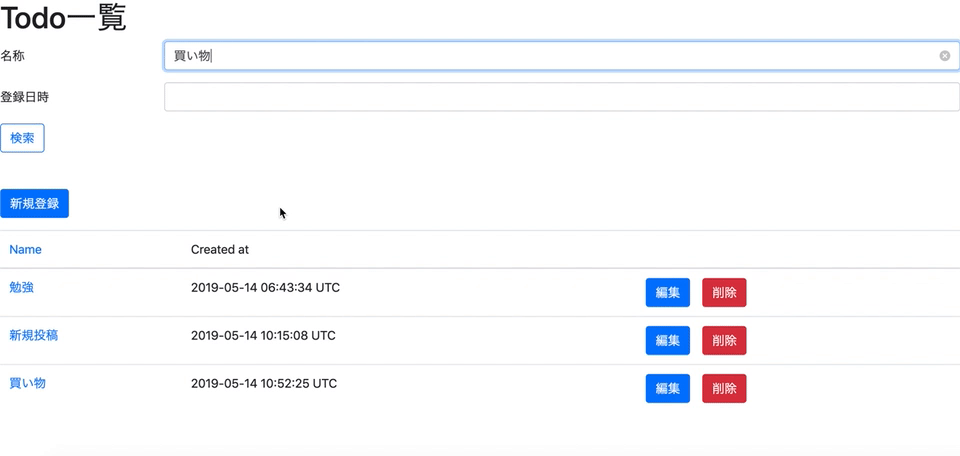 Todo一覧
名称 買い物
登録日時
検索
新規登録
Name Created at
勉強 2019-05-14 06:43:34 UTC 編集 削除
新規投稿 2019-05-14 10:15:08 UTC 編集 削除
買い物 2019-05-14 10:52:25 UTC 編集 削除